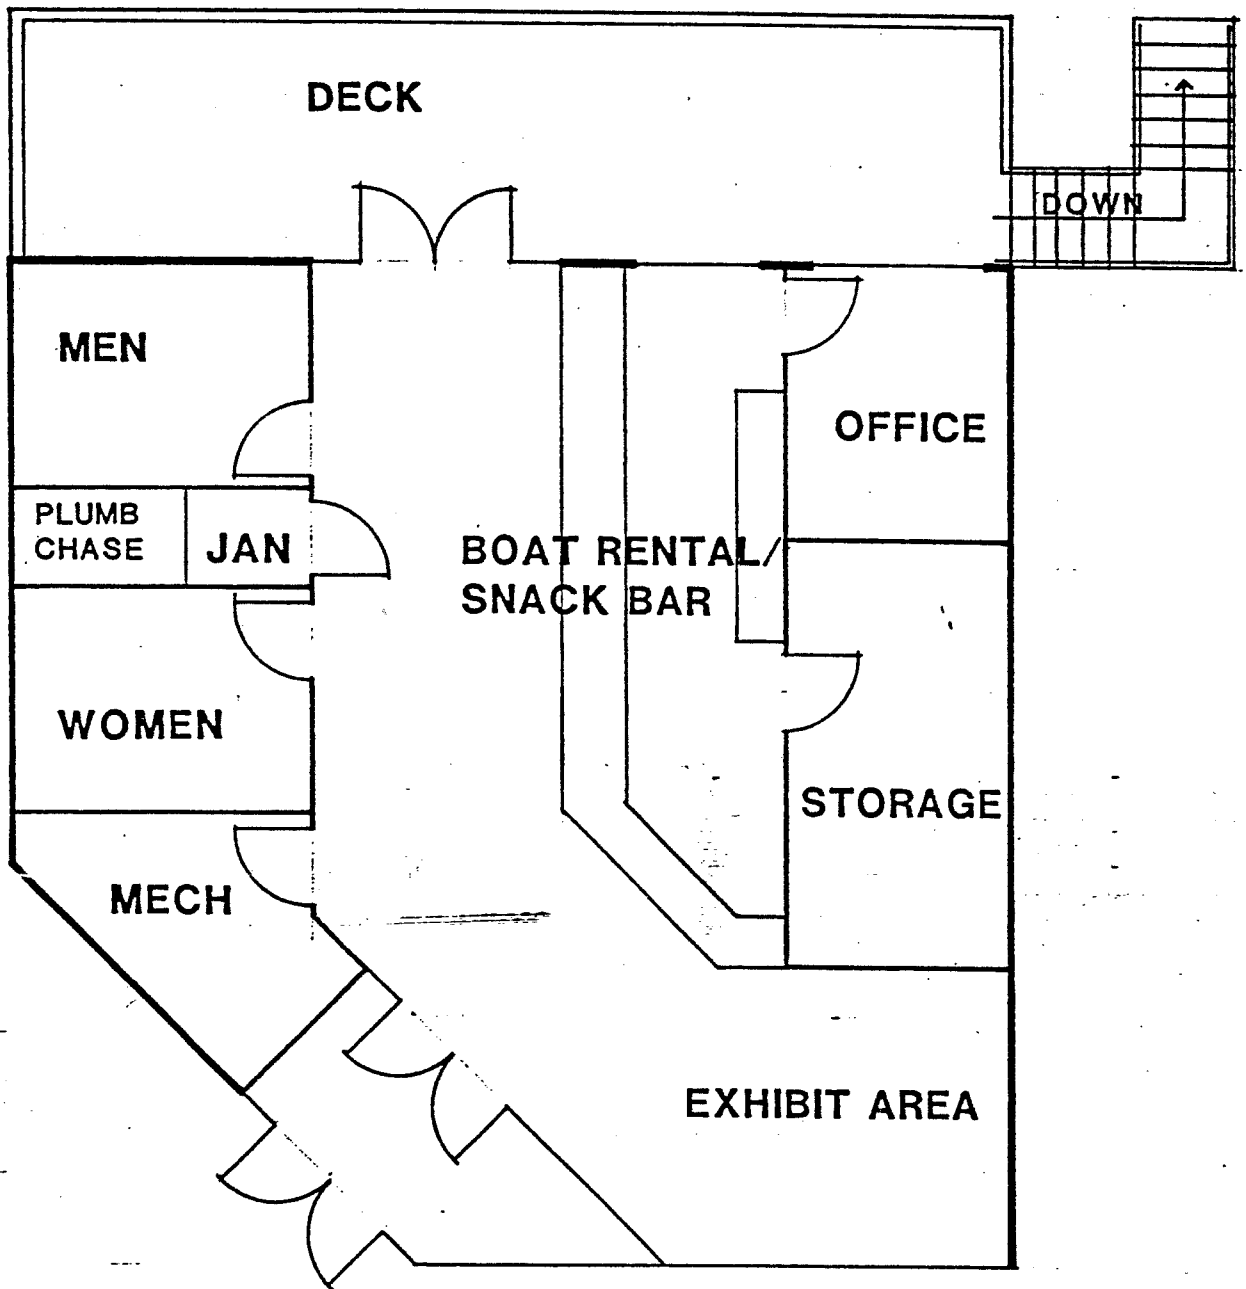 DECK
DOWN
MEN
OFFICE
PLUMB
CHASE
JAN
BOAT RENTAL/
SNACK BAR
WOMEN
STORAGE
MECH
EXHIBIT AREA